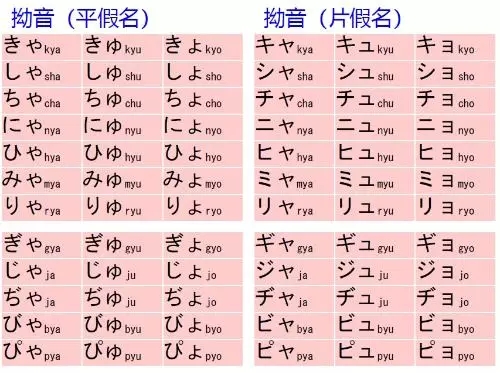 拗音（平假名）
きゃkya きゅkyu きょkyo
しゃsha しゅshu しょsho
ちゃcha ちゅchu ちょcho
にゃnya にゅnyu にょnyo
ひゃhya ひゅhyu ひょhyo
みゃmya みゅmyu みょmyo
りゃrya りゅryu りょryo
ぎゃgya ぎゅgyu ぎょgyo
じゃja じゅju じょjo
ぢゃja ぢゅju ぢょjo
びゃbya びゅbyu びょbyo
ぴゃpya ぴゅpyu ぴょpyo
拗音（片假名）
キャkya キュkyu キョkyo
シャsha シュshu ショsho
チャcha チュchu チョcho
ニャnya ニュnyu ニョnyo
ヒャhya ヒュhyu ヒョhyo
ミャmya ミュmyu ミョmyo
リャrya リュryu リョryo
ギャgya ギュgyu ギョgyo
ジャja ジュju ジョjo
ヂャja ヂュju ヂョjo
ビャbya ビュbyu ビョbyo
ピャpya ピュpyu ピョpyo